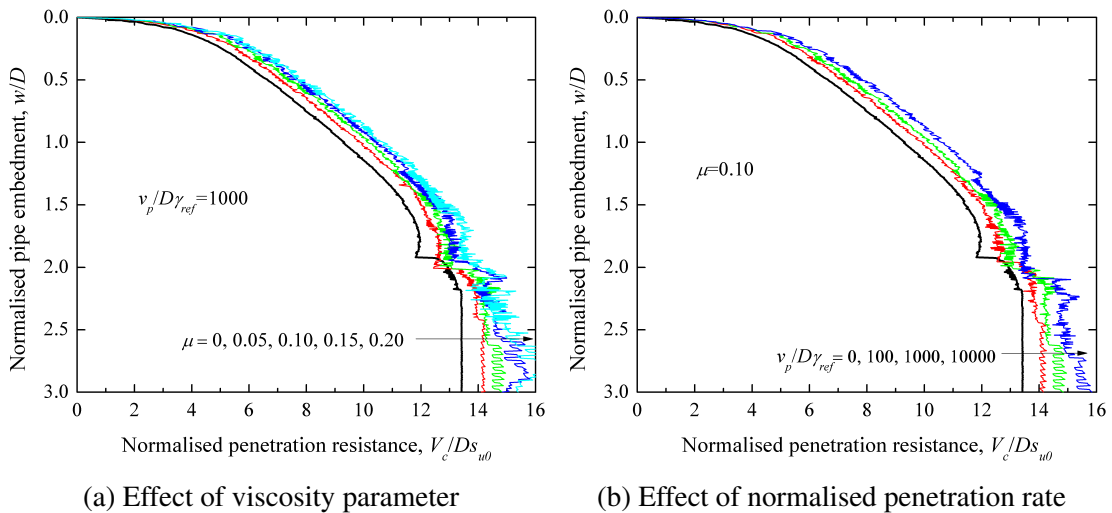 0 2 4 6 8 10 12 14 16
0.0
0.5
1.0
1.5
2.0
2.5
3.0
Normalised pipe embedment, w/D
v_p/Dγ_ref=1000
μ = 0, 0.05, 0.10, 0.15, 0.20
Normalised penetration resistance, V_c/Ds_u0
(a) Effect of viscosity parameter
0 2 4 6 8 10 12 14 16
0.0
0.5
1.0
1.5
2.0
2.5
3.0
Normalised pipe embedment, w/D
μ=0.10
v_p/Dγ_ref= 0, 100, 1000, 10000
Normalised penetration resistance, V_c/Ds_u0
(b) Effect of normalised penetration rate